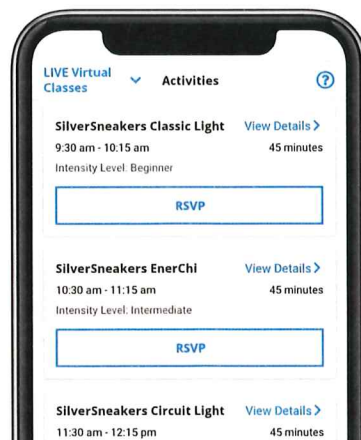 LIVE Virtual Classes
Activities
?
SilverSneakers Classic Light View Details >
9:30 am - 10:15 am 45 minutes
Intensity Level: Beginner
RSVP
SilverSneakers EnerChi View Details >
10:30 am - 11:15 am 45 minutes
Intensity Level: Intermediate
RSVP
SilverSneakers Circuit Light View Details >
11:30 am - 12:15 pm 45 minutes